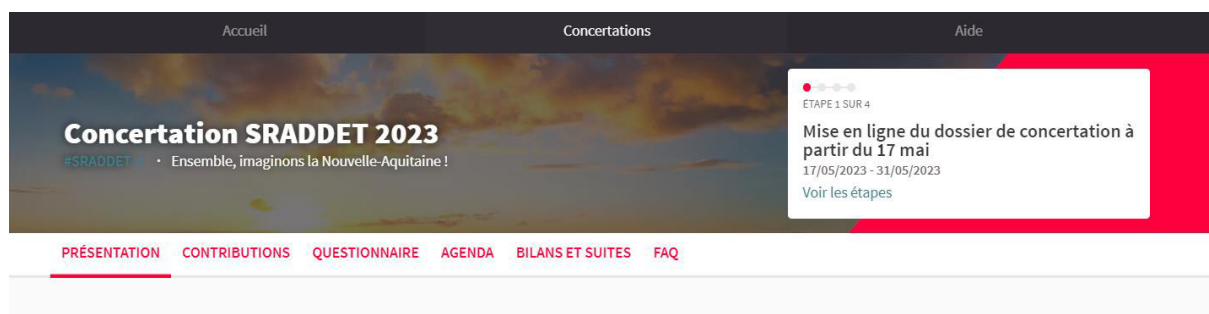 Accueil
Concertations
Aide
Concertation SRADDET 2023
#SRADDET • Ensemble, imaginons la Nouvelle-Aquitaine !
ÉTAPE 1 SUR 4
Mise en ligne du dossier de concertation à
partir du 17 mai
17/05/2023 - 31/05/2023
Voir les étapes
PRÉSENTATION
CONTRIBUTIONS
QUESTIONNAIRE
AGENDA
BILANS ET SUITES
FAQ